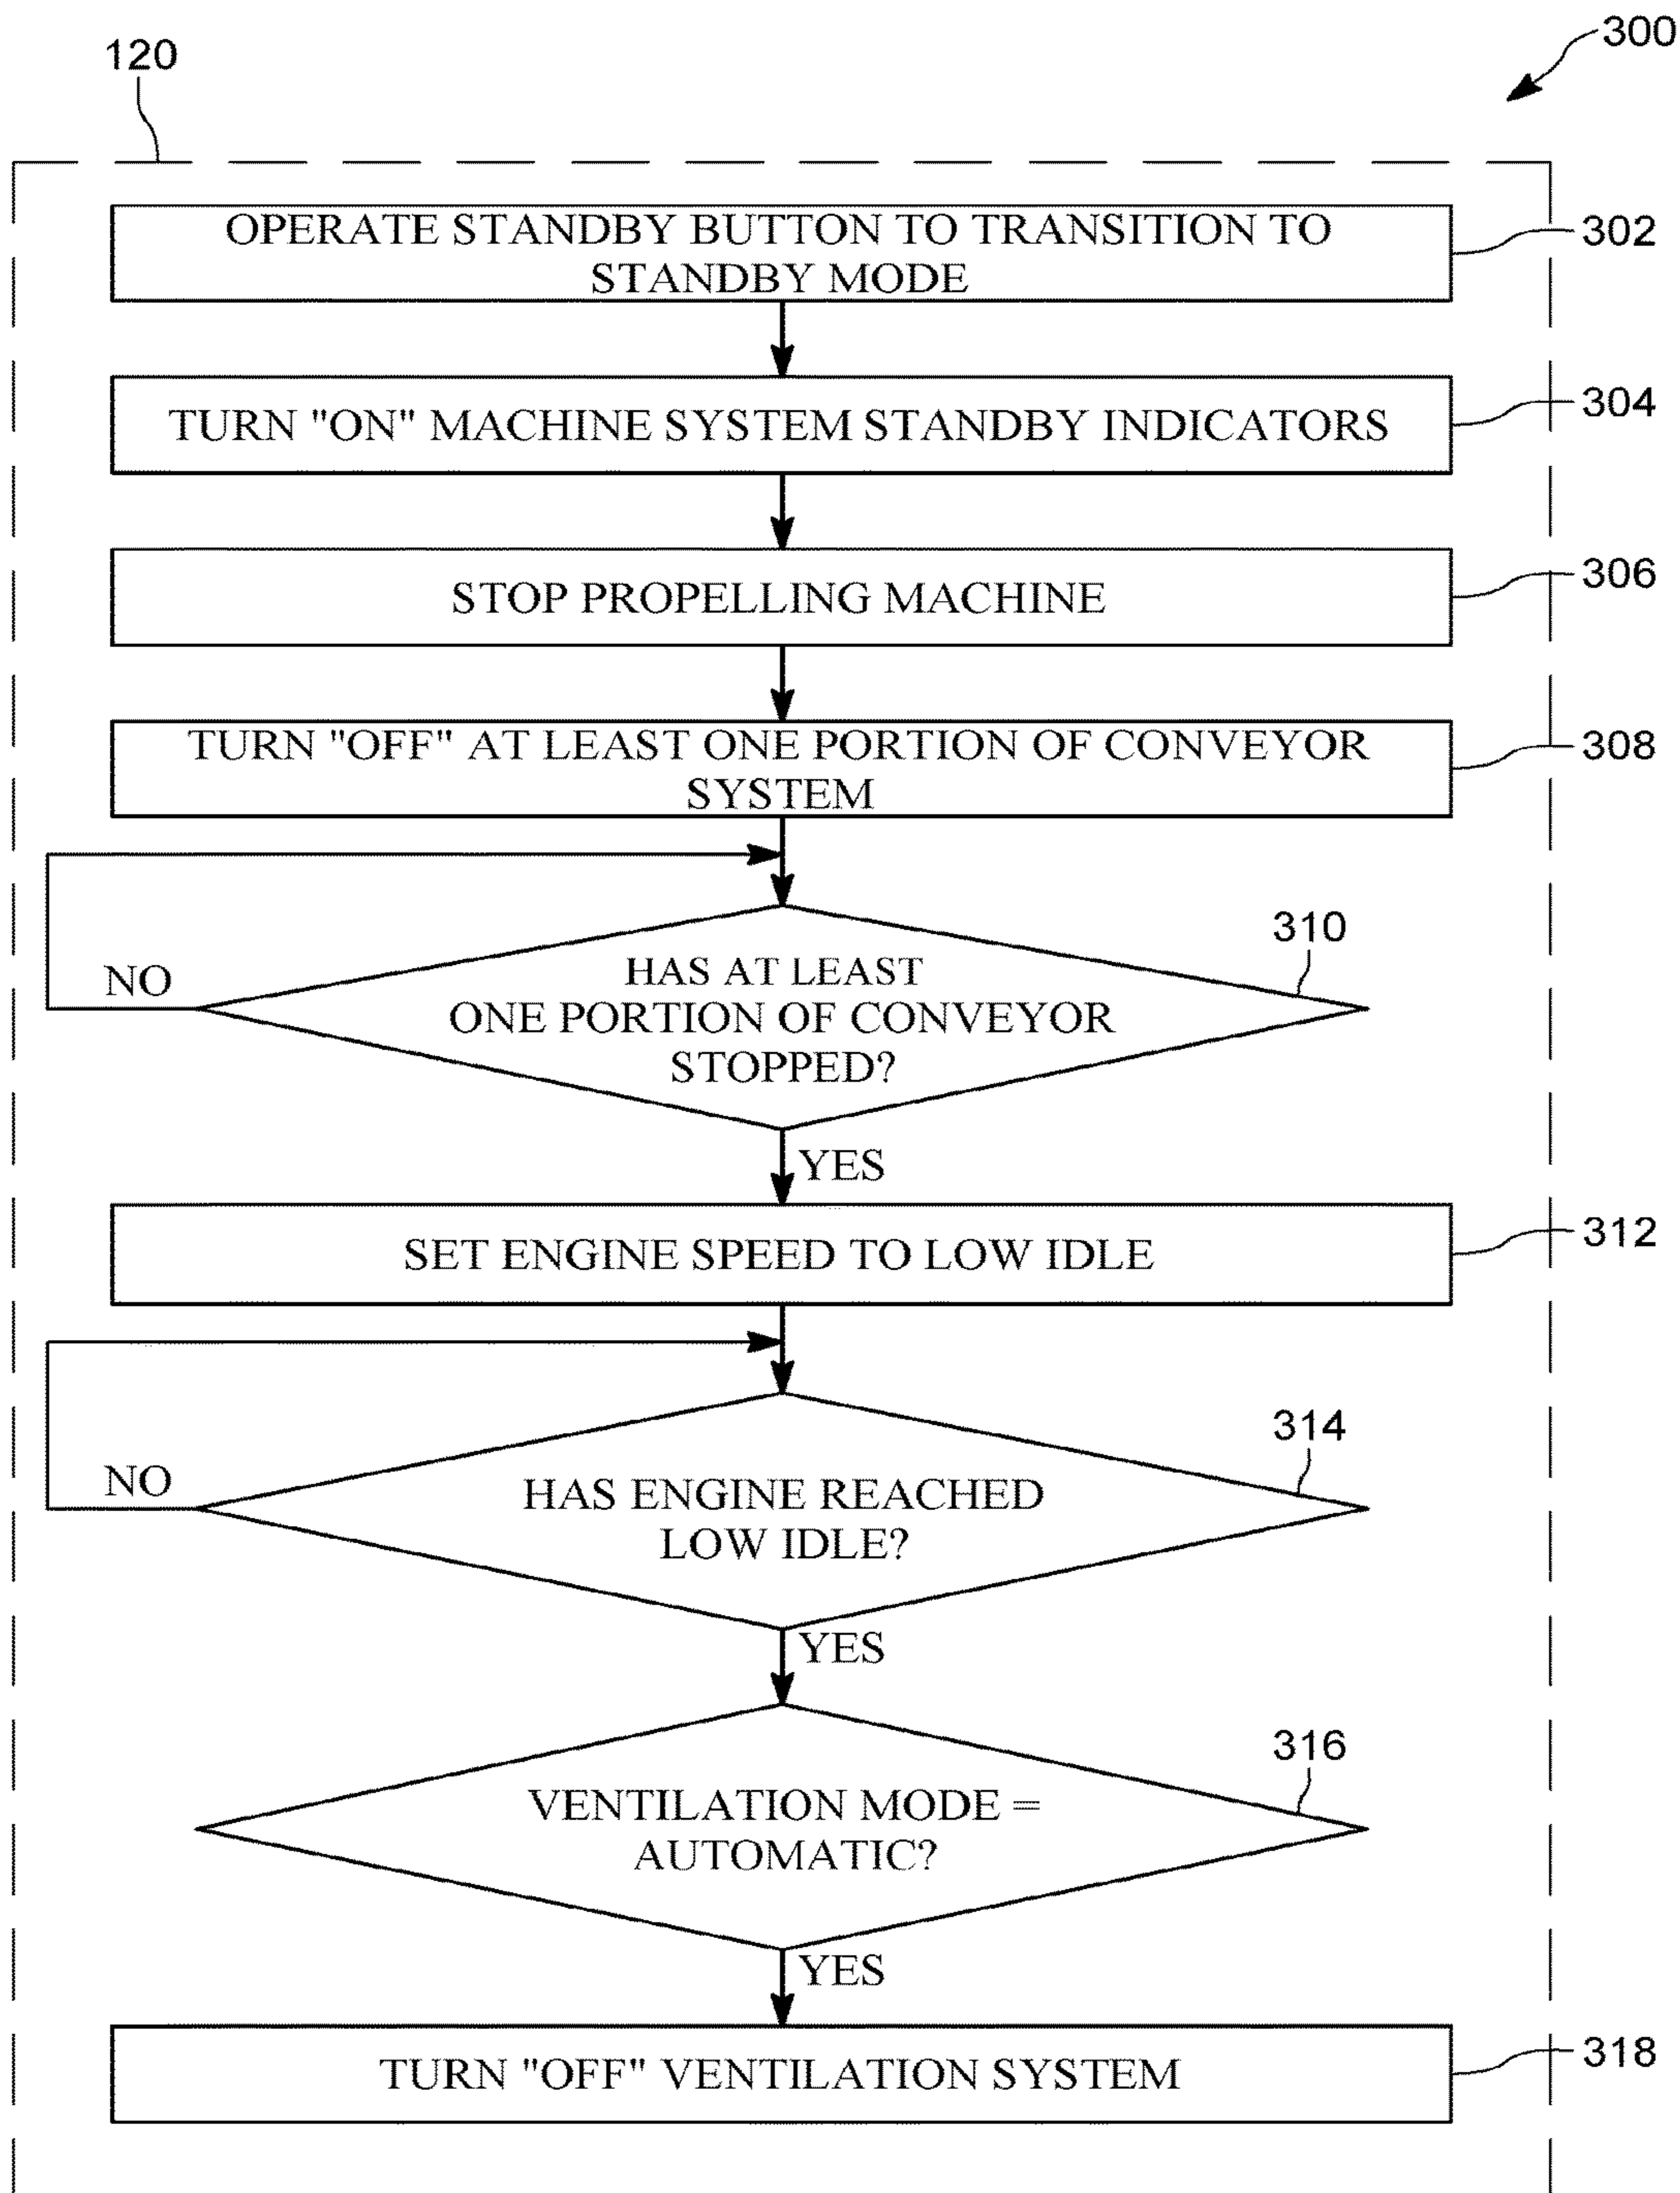 300
120
OPERATE STANDBY BUTTON TO TRANSITION TO
STANDBY MODE
302
TURN "ON" MACHINE SYSTEM STANDBY INDICATORS
304
STOP PROPELLING MACHINE
306
TURN "OFF" AT LEAST ONE PORTION OF CONVEYOR
SYSTEM
308
310
HAS AT LEAST
ONE PORTION OF CONVEYOR
STOPPED?
NO
YES
SET ENGINE SPEED TO LOW IDLE
312
314
HAS ENGINE REACHED
LOW IDLE?
NO
YES
316
VENTILATION MODE =
AUTOMATIC?
YES
TURN "OFF" VENTILATION SYSTEM
318